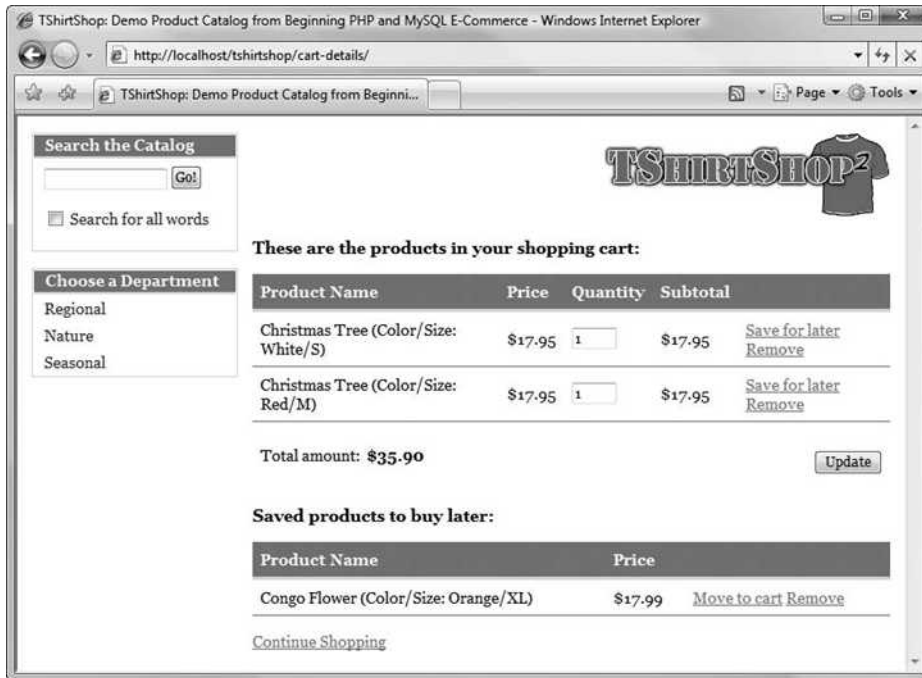 TShirtShop: Demo Product Catalog from Beginning PHP and MySQL E-Commerce - Windows Internet Explorer
http://localhost/tshirtshop/cart-details/
TShirtShop: Demo Product Catalog from Beginni...
Page
Tools
Search the Catalog
Go!
Search for all words
Choose a Department
Regional
Nature
Seasonal
TShirtShop2
These are the products in your shopping cart:
Product Name Price Quantity Subtotal
Christmas Tree (Color/Size: $17.95 1 $17.95 Save for later
White/S) Remove
Christmas Tree (Color/Size: $17.95 1 $17.95 Save for later
Red/M) Remove
Total amount: $35.90
Update
Saved products to buy later:
Product Name Price
Congo Flower (Color/Size: Orange/XL) $17.99 Move to cart Remove
Continue Shopping